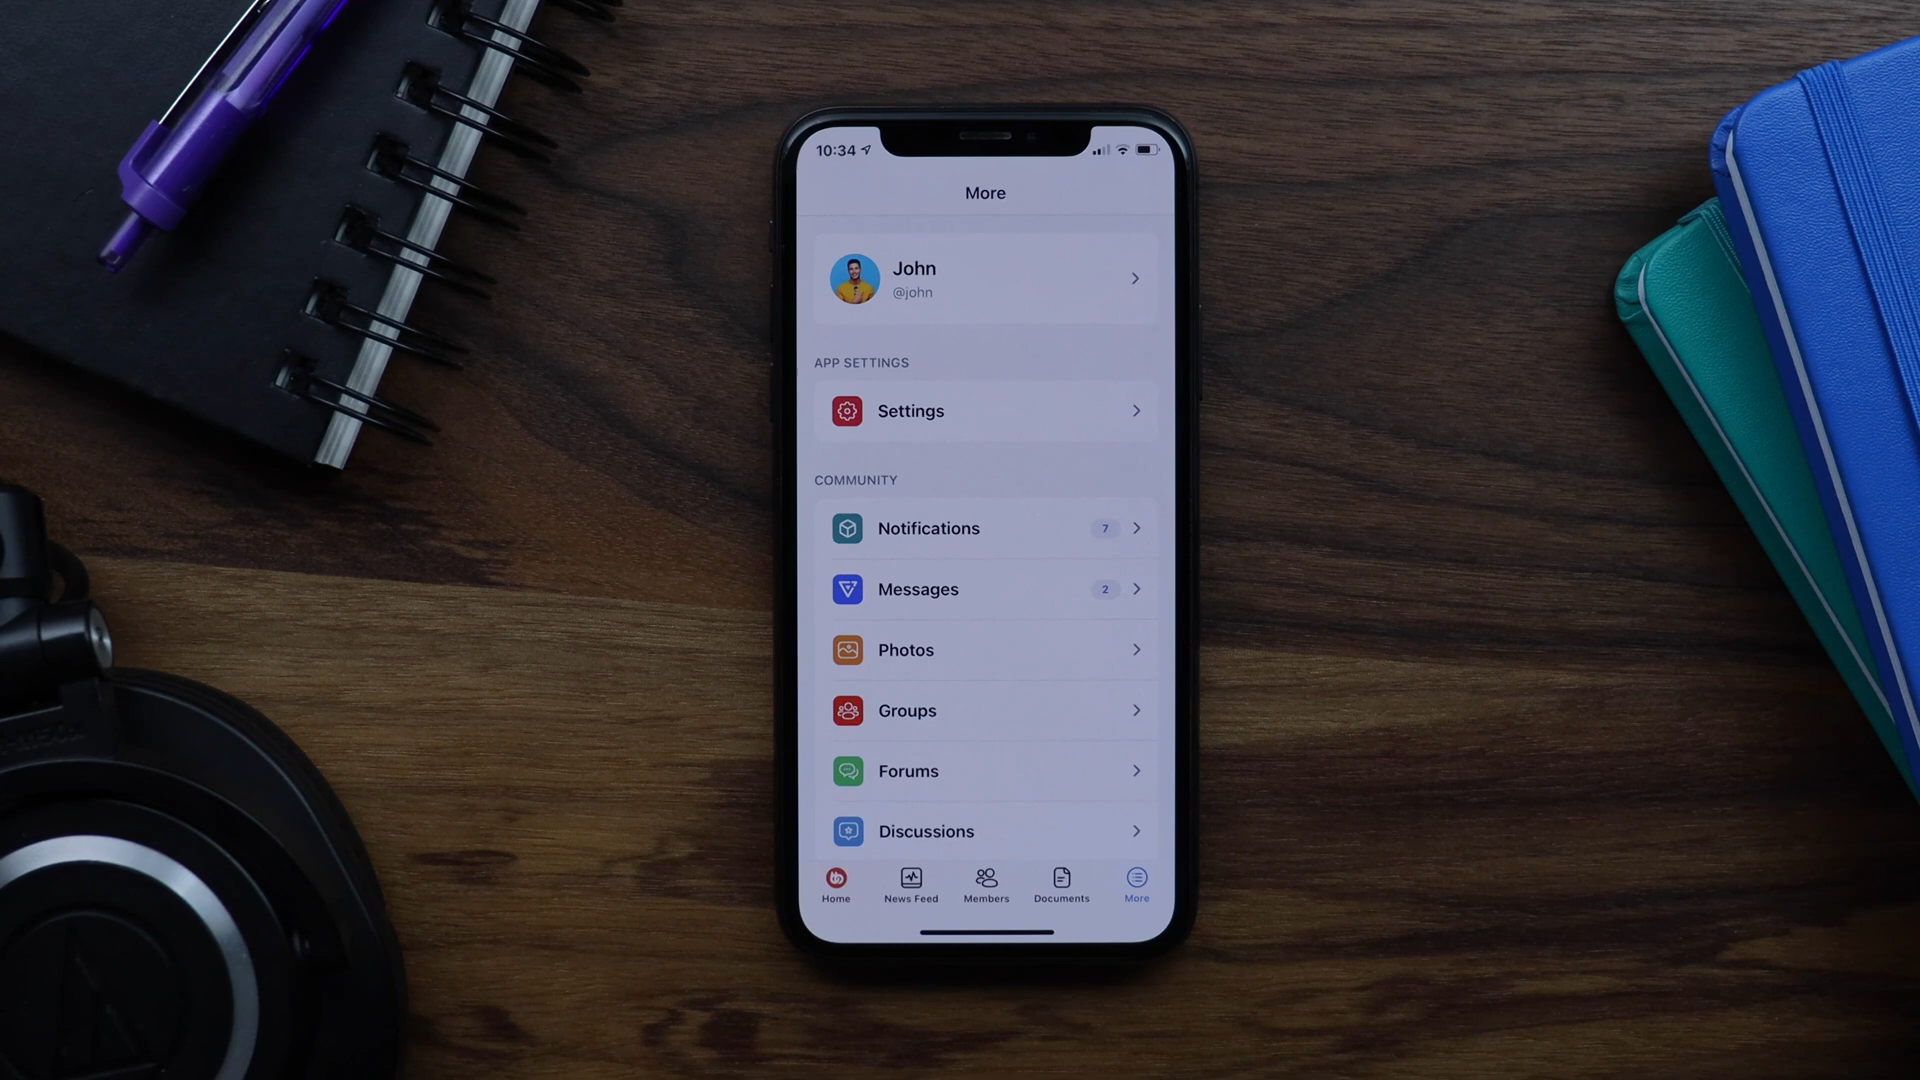 10:34
More
John
@john
APP SETTINGS
Settings
COMMUNITY
Notifications 7
Messages 2
Photos
Groups
Forums
Discussions
Home News Feed Members Documents More